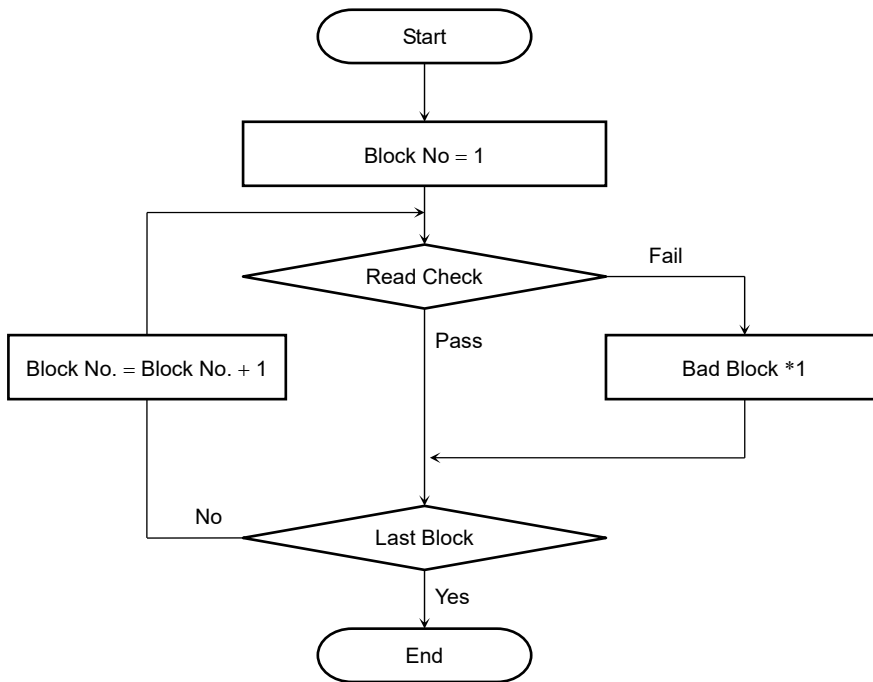 Start
Block No = 1
Read Check
Fail
Pass
Block No. = Block No. + 1
Bad Block *1
No
Last Block
Yes
End